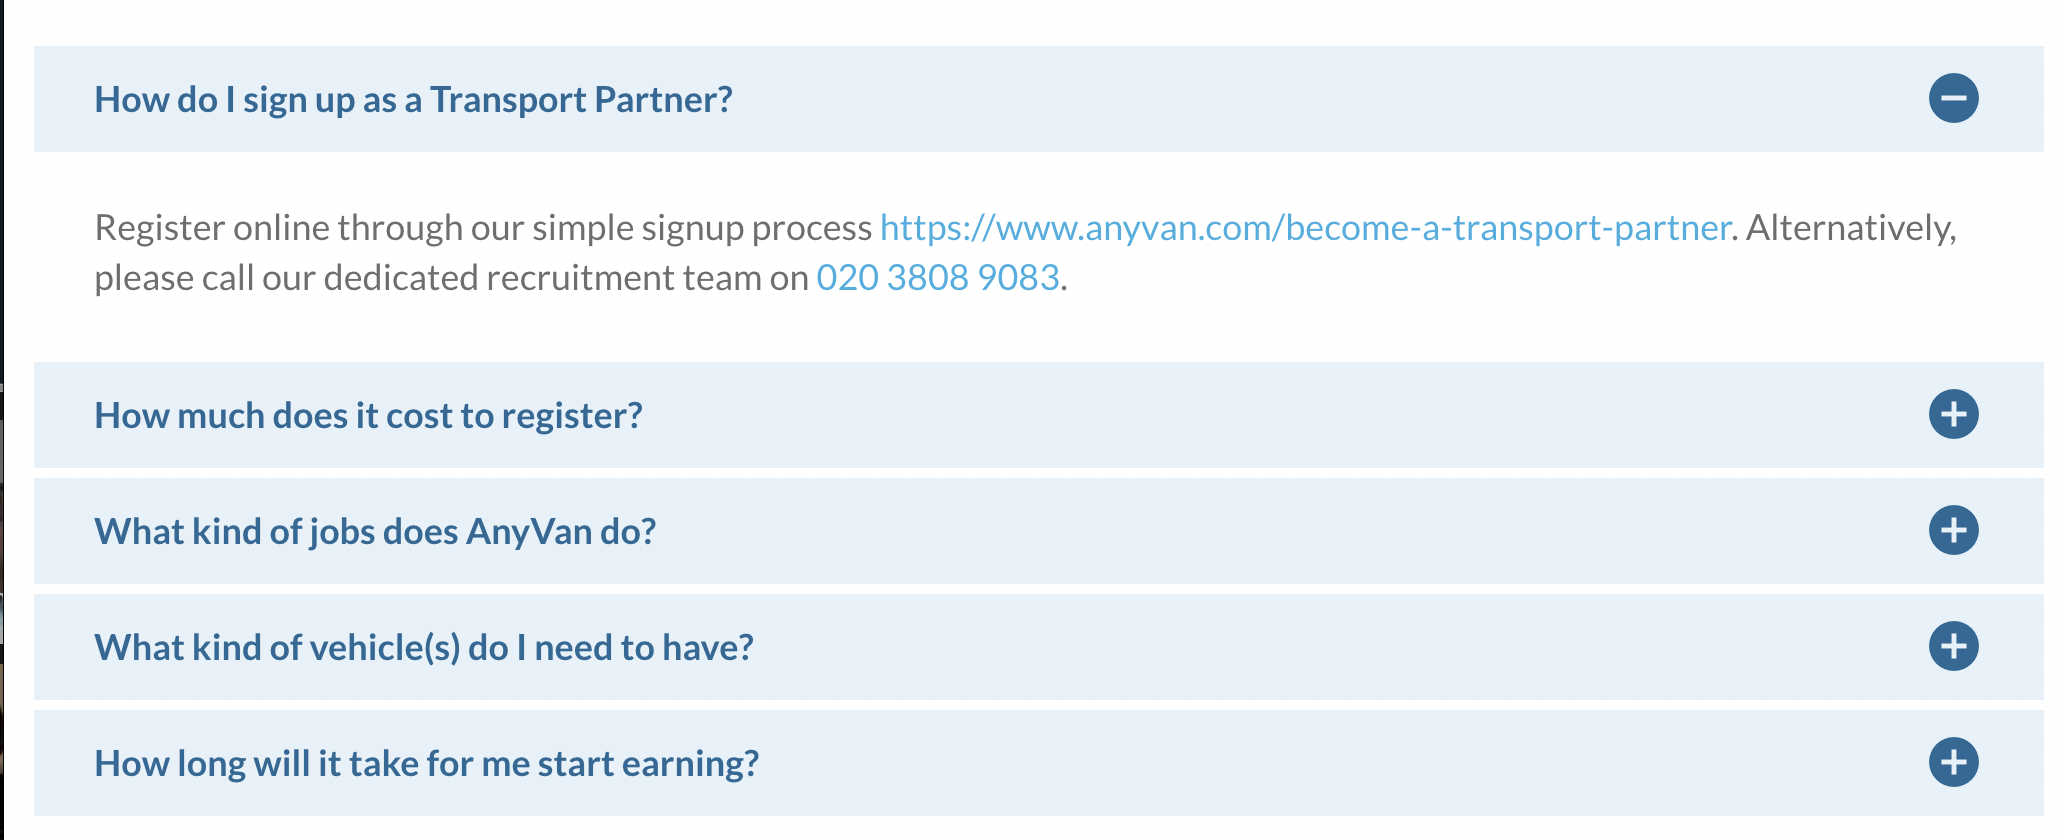 How do I sign up as a Transport Partner?
Register online through our simple signup process https://www.anyvan.com/become-a-transport-partner. Alternatively,
please call our dedicated recruitment team on 020 3808 9083.
How much does it cost to register?
What kind of jobs does AnyVan do?
What kind of vehicle(s) do I need to have?
How long will it take for me start earning?